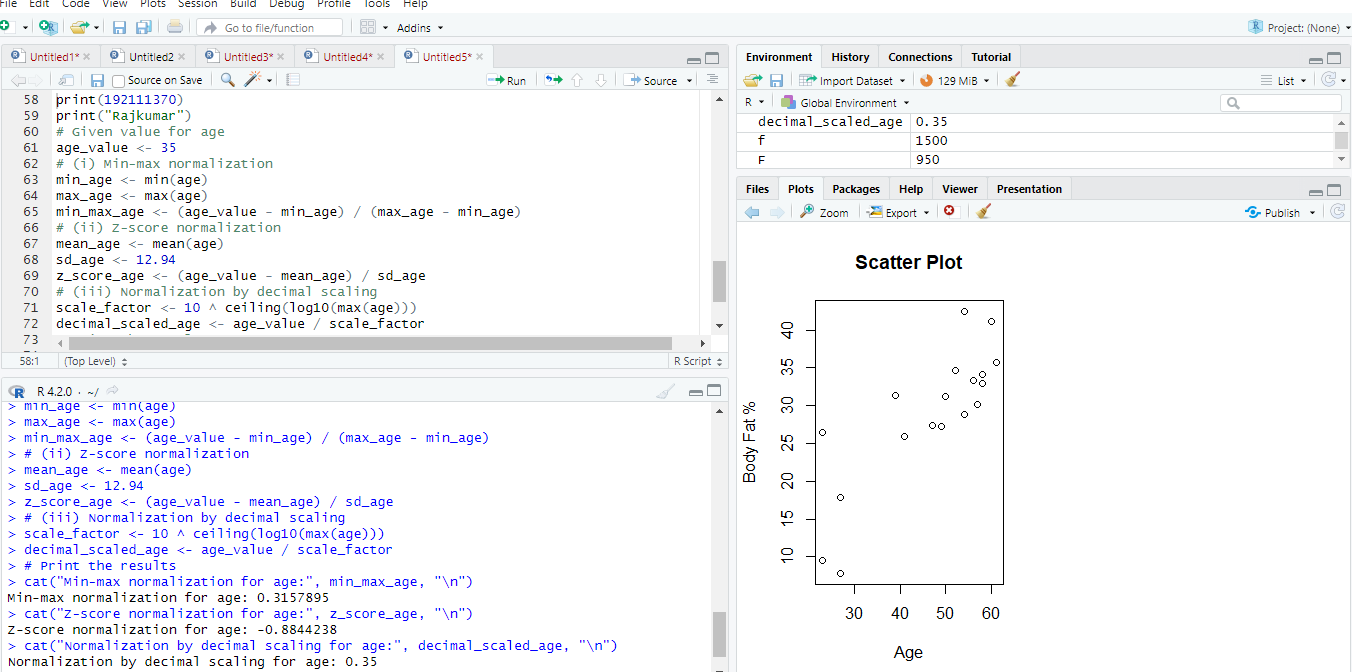 File Edit Code View Plots Session Build Debug Profile Tools Help
Go to file/function Addins Project: (None)
Untitled1* Untitled2 Untitled3* Untitled4* Untitled5*
Source on Save Run Source
58 print(192111370)
59 print("Rajkumar")
60 # Given value for age
61 age_value <- 35
62 # (i) Min-max normalization
63 min_age <- min(age)
64 max_age <- max(age)
65 min_max_age <- (age_value - min_age) / (max_age - min_age)
66 # (ii) Z-score normalization
67 mean_age <- mean(age)
68 sd_age <- 12.94
69 z_score_age <- (age_value - mean_age) / sd_age
70 # (iii) Normalization by decimal scaling
71 scale_factor <- 10 ^ ceiling(log10(max(age)))
72 decimal_scaled_age <- age_value / scale_factor
73
58:1 (Top Level) R Script
R 4.2.0 · ~/
> min_age <- min(age)
> max_age <- max(age)
> min_max_age <- (age_value - min_age) / (max_age - min_age)
> # (ii) Z-score normalization
> mean_age <- mean(age)
> sd_age <- 12.94
> z_score_age <- (age_value - mean_age) / sd_age
> # (iii) Normalization by decimal scaling
> scale_factor <- 10 ^ ceiling(log10(max(age)))
> decimal_scaled_age <- age_value / scale_factor
> # Print the results
> cat("Min-max normalization for age:", min_max_age, "\n")
Min-max normalization for age: 0.3157895
> cat("Z-score normalization for age:", z_score_age, "\n")
Z-score normalization for age: -0.8844238
> cat("Normalization by decimal scaling for age:", decimal_scaled_age, "\n")
Normalization by decimal scaling for age: 0.35
Environment History Connections Tutorial
Import Dataset 129 MiB List
R Global Environment
decimal_scaled_age 0.35
f 1500
F 950
Files Plots Packages Help Viewer Presentation
Zoom Export Publish
Scatter Plot
Body Fat %
40
35
30
25
20
15
10
30 40 50 60
Age